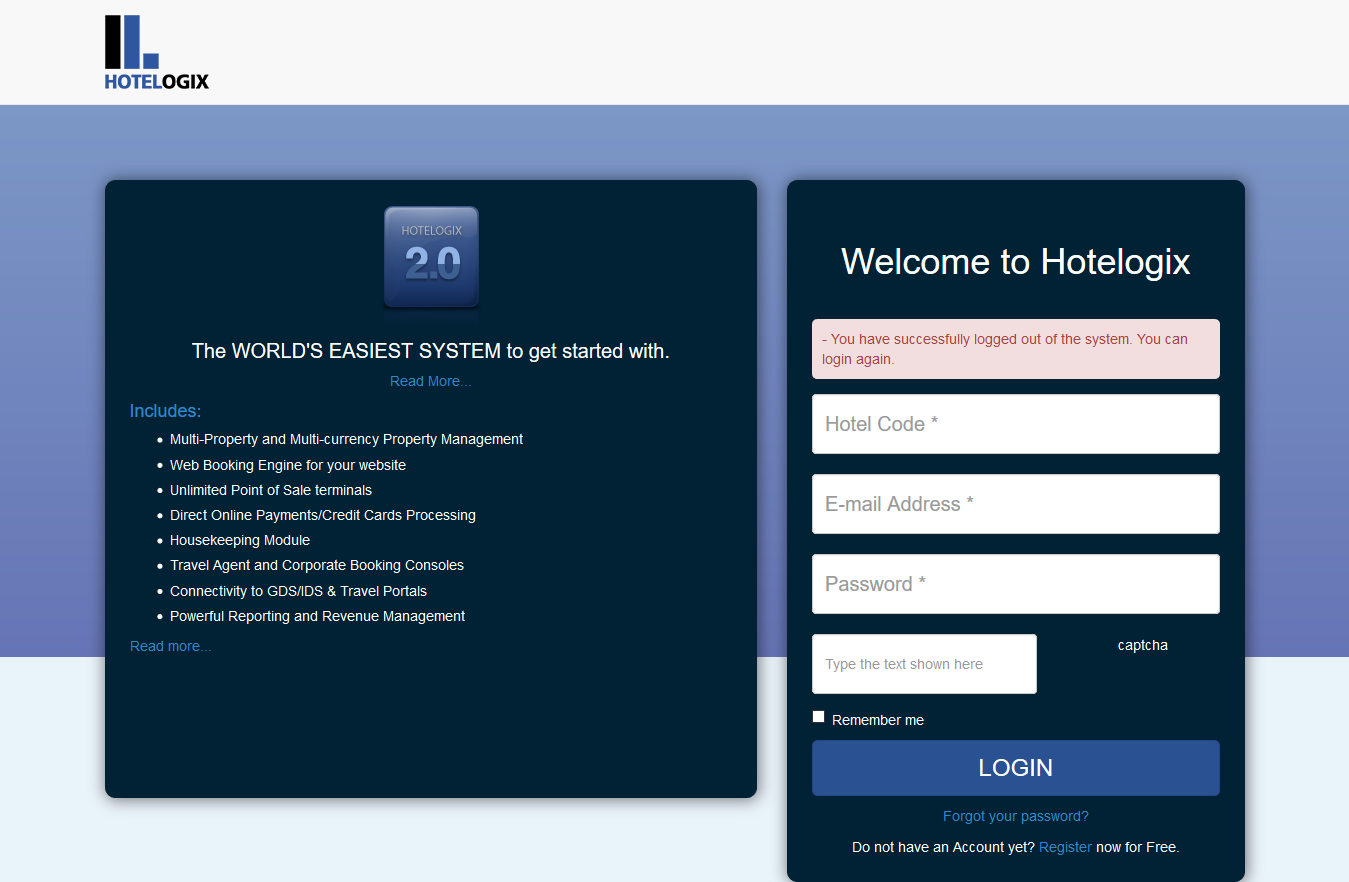 HOTELOGIX
HOTELOGIX
2.0
The WORLD'S EASIEST SYSTEM to get started with.
Read More...
Includes:
Multi-Property and Multi-currency Property Management
Web Booking Engine for your website
Unlimited Point of Sale terminals
Direct Online Payments/Credit Cards Processing
Housekeeping Module
Travel Agent and Corporate Booking Consoles
Connectivity to GDS/IDS & Travel Portals
Powerful Reporting and Revenue Management
Read more...
Welcome to Hotelogix
- You have successfully logged out of the system. You can
login again.
Hotel Code *
E-mail Address *
Password *
Type the text shown here
captcha
Remember me
LOGIN
Forgot your password?
Do not have an Account yet? Register now for Free.